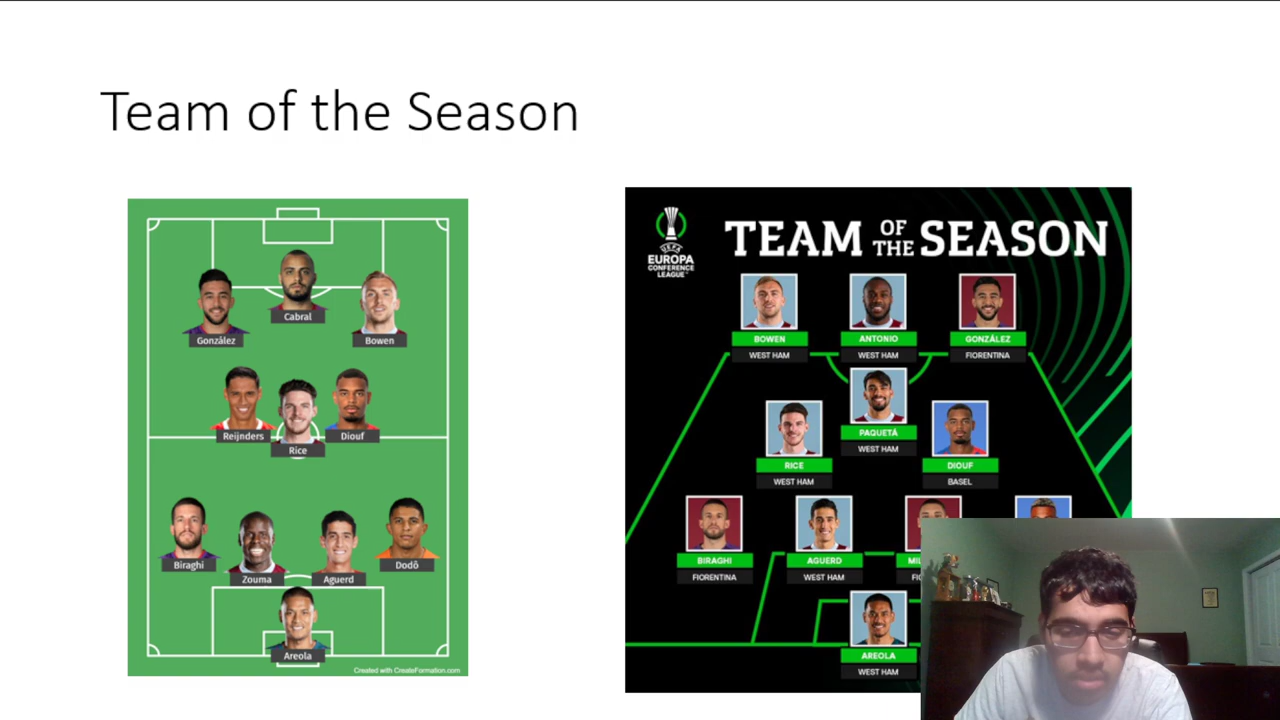 Team of the Season
Cabral
González
Bowen
Reijnders
Diouf
Rice
Biraghi
Dodô
Zouma
Aguerd
Areola
Created with CreateFormation.com
UEFA
EUROPA
CONFERENCE
LEAGUE
TEAM OF THE SEASON
BOWEN ANTONIO GONZÁLEZ
WEST HAM WEST HAM FIORENTINA
PAQUETÁ
WEST HAM
RICE DIOUF
WEST HAM BASEL
BIRAGHI AGUERD MIL
FIORENTINA WEST HAM FIO
AREOLA
WEST HAM